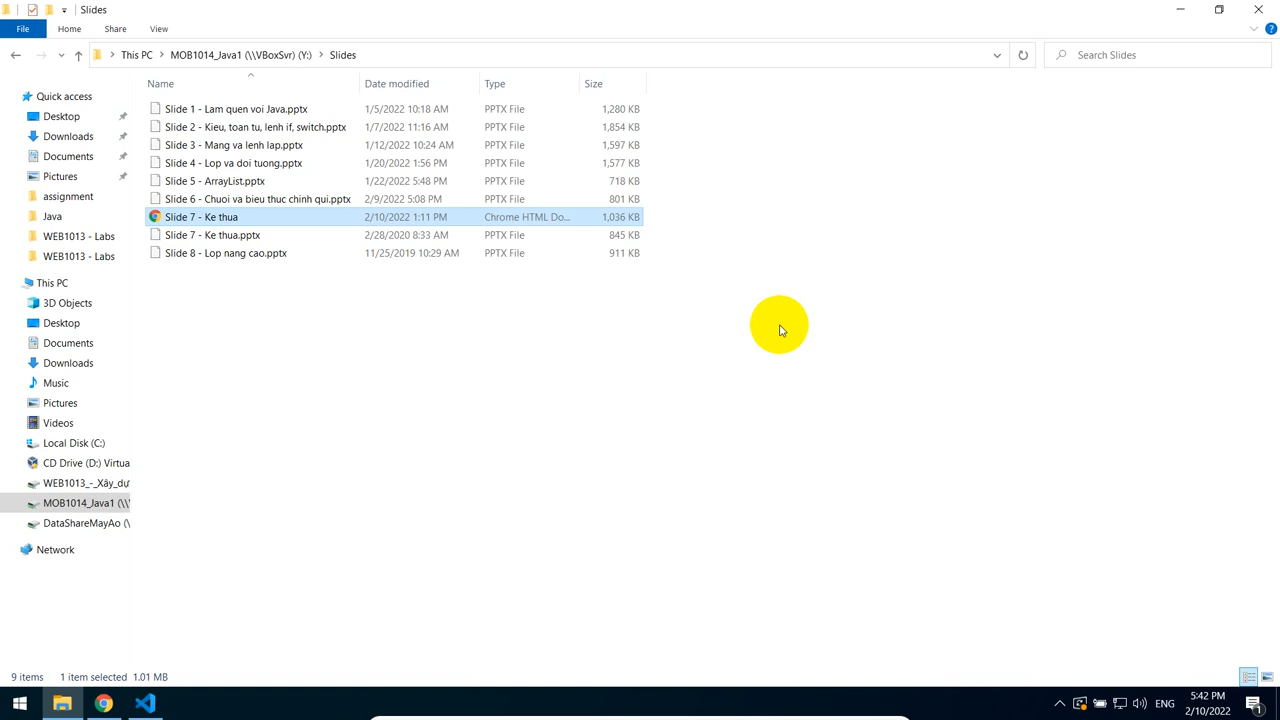 Slides
File
Home
Share
View
This PC
MOB1014_Java1 (\\VBoxSvr) (Y:)
Slides
Search Slides
Name
Date modified
Type
Size
Slide 1 - Lam quen voi Java.pptx 1/5/2022 10:18 AM PPTX File 1,280 KB
Slide 2 - Kieu, toan tu, lenh if, switch.pptx 1/7/2022 11:16 AM PPTX File 1,854 KB
Slide 3 - Mang va lenh lap.pptx 1/12/2022 10:24 AM PPTX File 1,597 KB
Slide 4 - Lop va doi tuong.pptx 1/20/2022 1:56 PM PPTX File 1,577 KB
Slide 5 - ArrayList.pptx 1/22/2022 5:48 PM PPTX File 718 KB
Slide 6 - Chuoi va bieu thuc chinh qui.pptx 2/9/2022 5:08 PM PPTX File 801 KB
Slide 7 - Ke thua 2/10/2022 1:11 PM Chrome HTML Do... 1,036 KB
Slide 7 - Ke thua.pptx 2/28/2020 8:33 AM PPTX File 845 KB
Slide 8 - Lop nang cao.pptx 11/25/2019 10:29 AM PPTX File 911 KB
Quick access
Desktop
Downloads
Documents
Pictures
assignment
Java
WEB1013 - Labs
WEB1013 - Labs
This PC
3D Objects
Desktop
Documents
Downloads
Music
Pictures
Videos
Local Disk (C:)
CD Drive (D:) Virtua
WEB1013_-_Xây_dự
MOB1014_Java1 (\\
DataShareMayAo (\
Network
9 items
1 item selected 1.01 MB
ENG
5:42 PM
2/10/2022
1